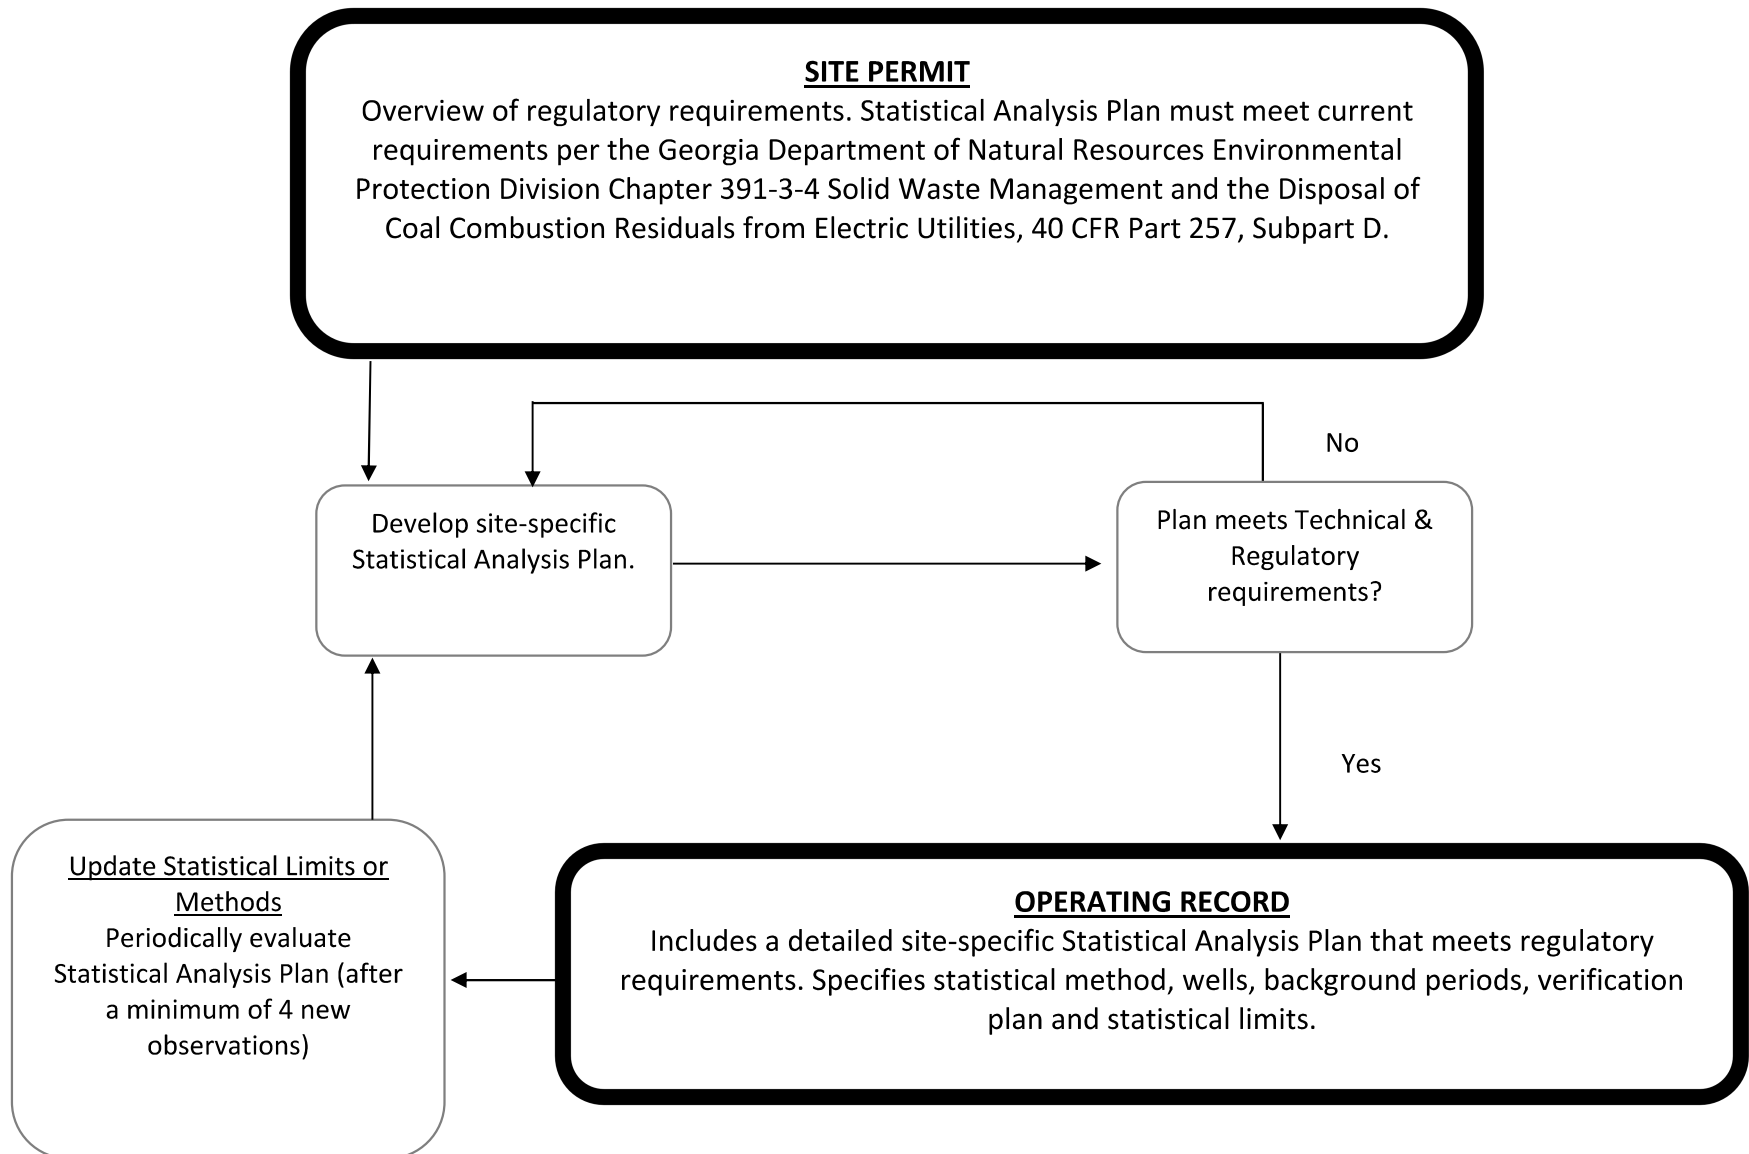 SITE PERMIT
Overview of regulatory requirements. Statistical Analysis Plan must meet current
requirements per the Georgia Department of Natural Resources Environmental
Protection Division Chapter 391-3-4 Solid Waste Management and the Disposal of
Coal Combustion Residuals from Electric Utilities, 40 CFR Part 257, Subpart D.
No
Develop site-specific
Statistical Analysis Plan.
Plan meets Technical &
Regulatory
requirements?
Yes
Update Statistical Limits or
Methods
Periodically evaluate
Statistical Analysis Plan (after
a minimum of 4 new
observations)
OPERATING RECORD
Includes a detailed site-specific Statistical Analysis Plan that meets regulatory
requirements. Specifies statistical method, wells, background periods, verification
plan and statistical limits.